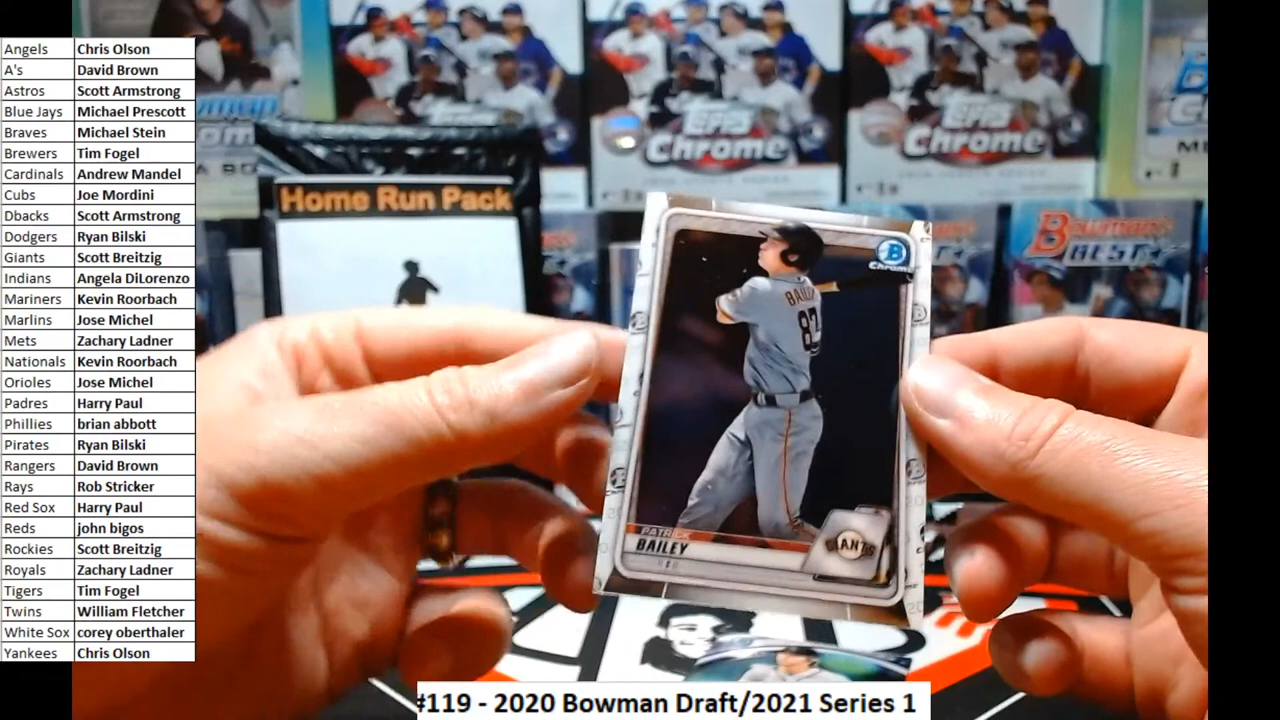 Angels Chris Olson
A's David Brown
Astros Scott Armstrong
Blue Jays Michael Prescott
Braves Michael Stein
Brewers Tim Fogel
Cardinals Andrew Mandel
Cubs Joe Mordini
Dbacks Scott Armstrong
Dodgers Ryan Bilski
Giants Scott Breitzig
Indians Angela DiLorenzo
Mariners Kevin Roorbach
Marlins Jose Michel
Mets Zachary Ladner
Nationals Kevin Roorbach
Orioles Jose Michel
Padres Harry Paul
Phillies brian abbott
Pirates Ryan Bilski
Rangers David Brown
Rays Rob Stricker
Red Sox Harry Paul
Reds john bigos
Rockies Scott Breitzig
Royals Zachary Ladner
Tigers Tim Fogel
Twins William Fletcher
White Sox corey oberthaler
Yankees Chris Olson
Topps
Chrome
Topps
Chrome
Home Run Pack
BOWMAN'S
BEST
B
Chrome
BAILEY
PATRICK
BAILEY
GIANTS
#119 - 2020 Bowman Draft/2021 Series 1